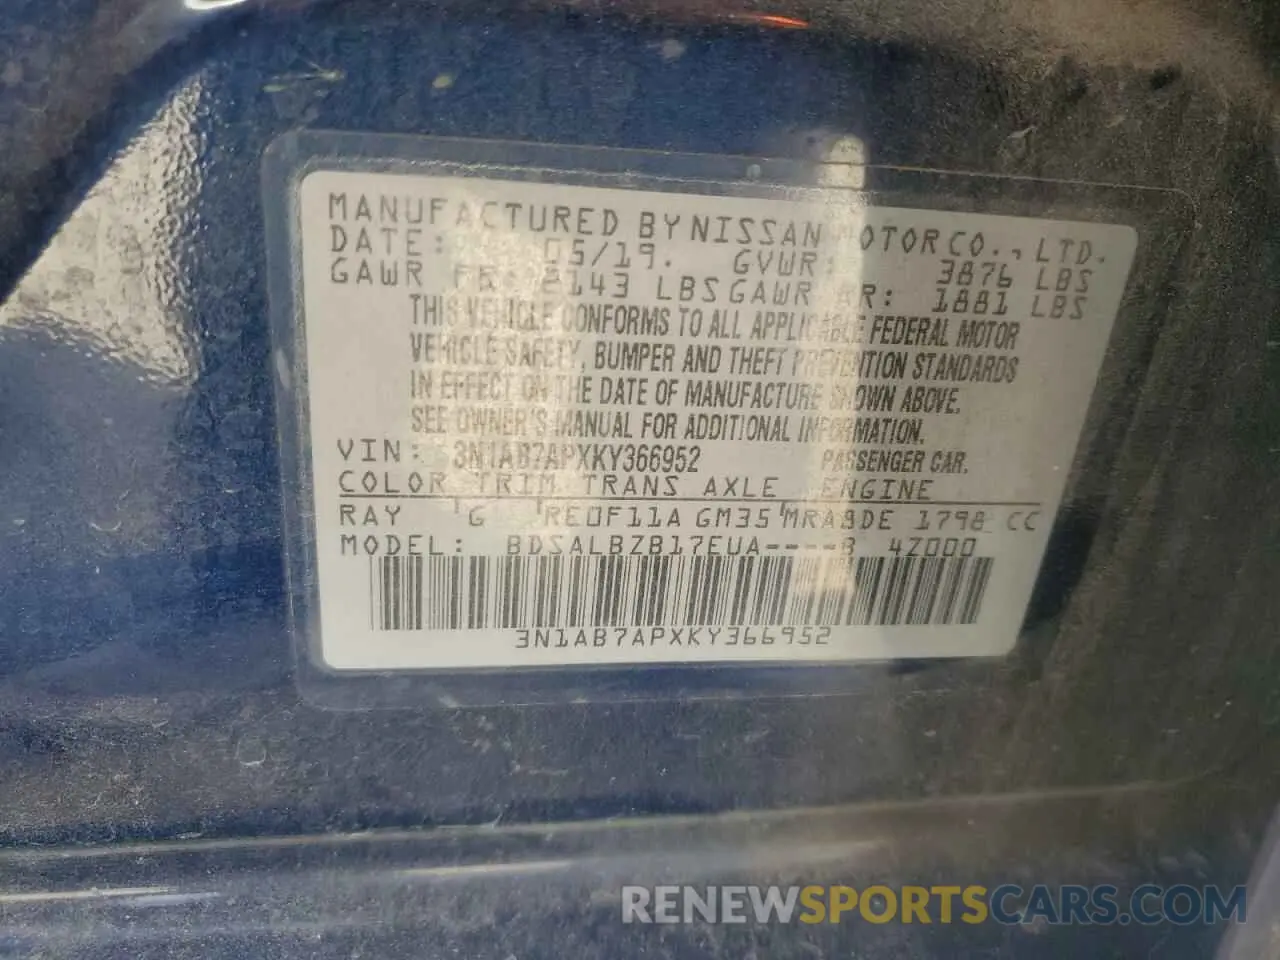 MANUFACTURED BY NISSAN MOTOR CO., LTD.
DATE: 05/19. GVWR: 3876 LBS
GAWR FR: 2143 LBS GAWR RR: 1881 LBS
THIS VEHICLE CONFORMS TO ALL APPLICABLE FEDERAL MOTOR
VEHICLE SAFETY, BUMPER AND THEFT PREVENTION STANDARDS
IN EFFECT ON THE DATE OF MANUFACTURE SHOWN ABOVE.
SEE OWNER'S MANUAL FOR ADDITIONAL INFORMATION.
VIN: 3N1AB7APXKY366952 PASSENGER CAR.
COLOR TRIM TRANS AXLE ENGINE
RAY G RE0F11A GM35 MRA8DE 1798 CC
MODEL: BDSALBZB17EUA----B 4Z000
3N1AB7APXKY366952
RENEWSPORTSCARS.COM